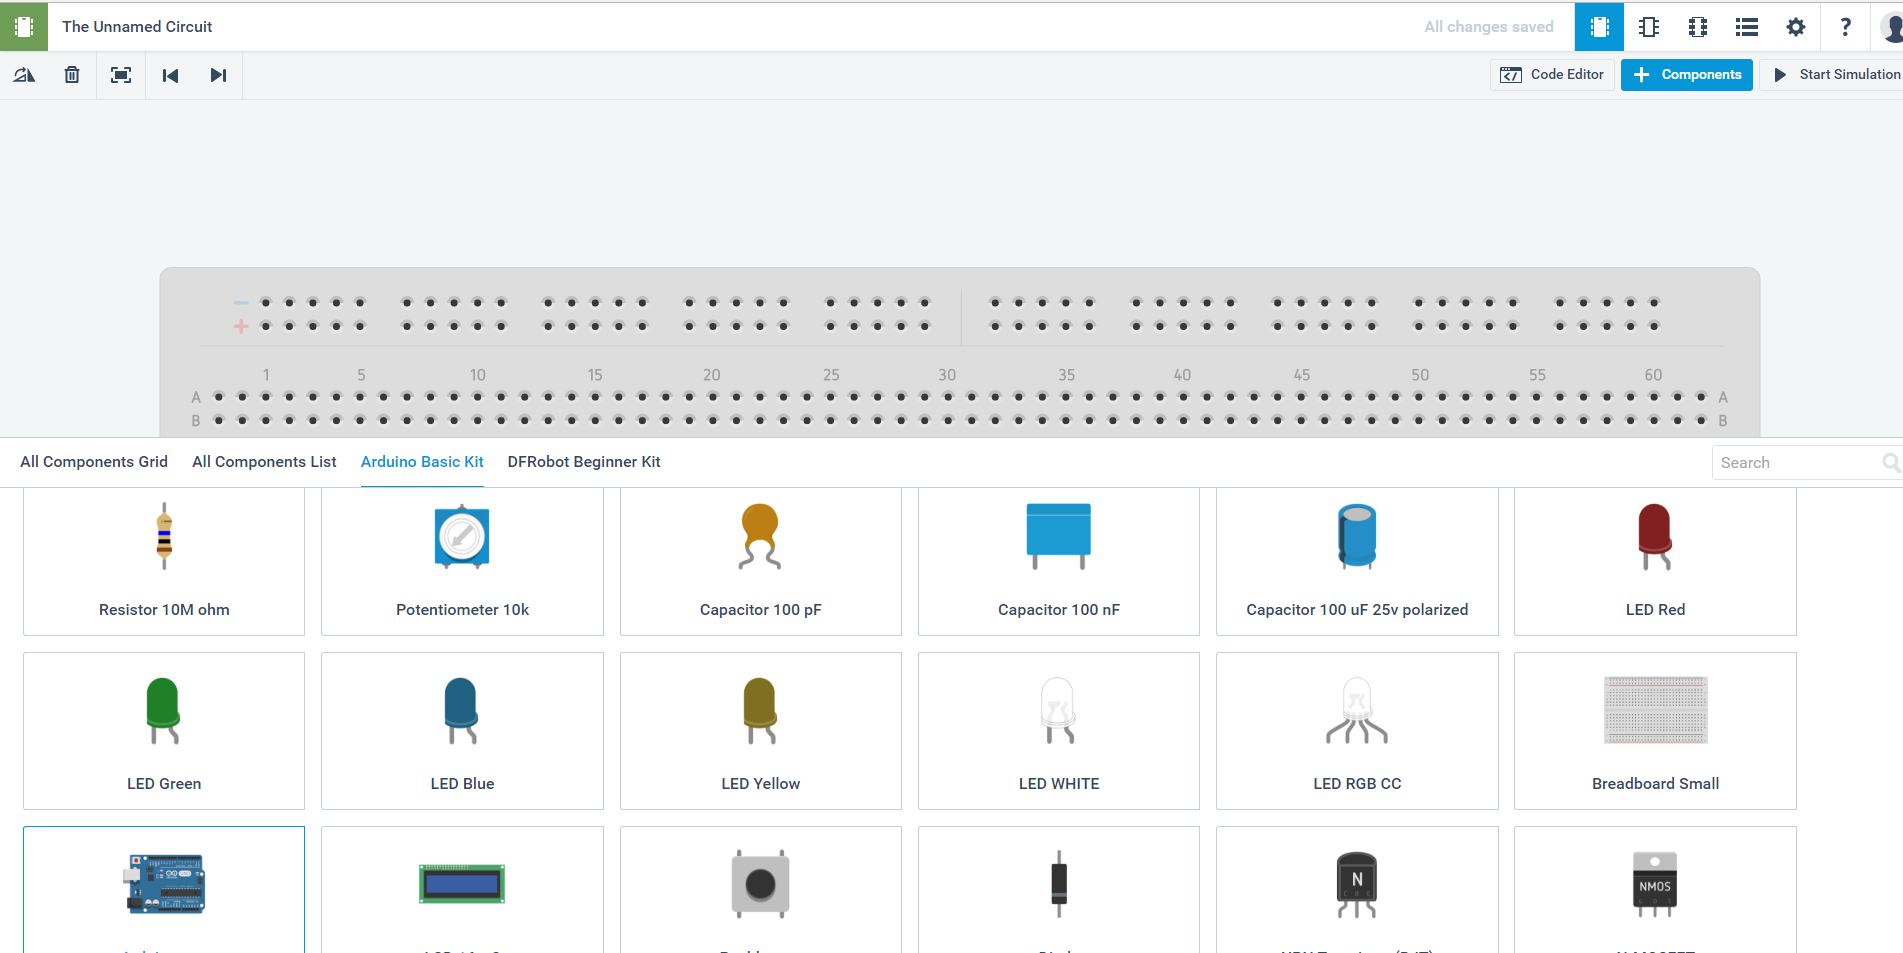 The Unnamed Circuit
All changes saved
?
Code Editor
Components
Start Simulation
1 5 10 15 20 25 30 35 40 45 50 55 60
A A
B B
All Components Grid All Components List Arduino Basic Kit DFRobot Beginner Kit
Search
Resistor 10M ohm Potentiometer 10k Capacitor 100 pF Capacitor 100 nF Capacitor 100 uF 25v polarized LED Red
LED Green LED Blue LED Yellow LED WHITE LED RGB CC Breadboard Small
N
NMOS